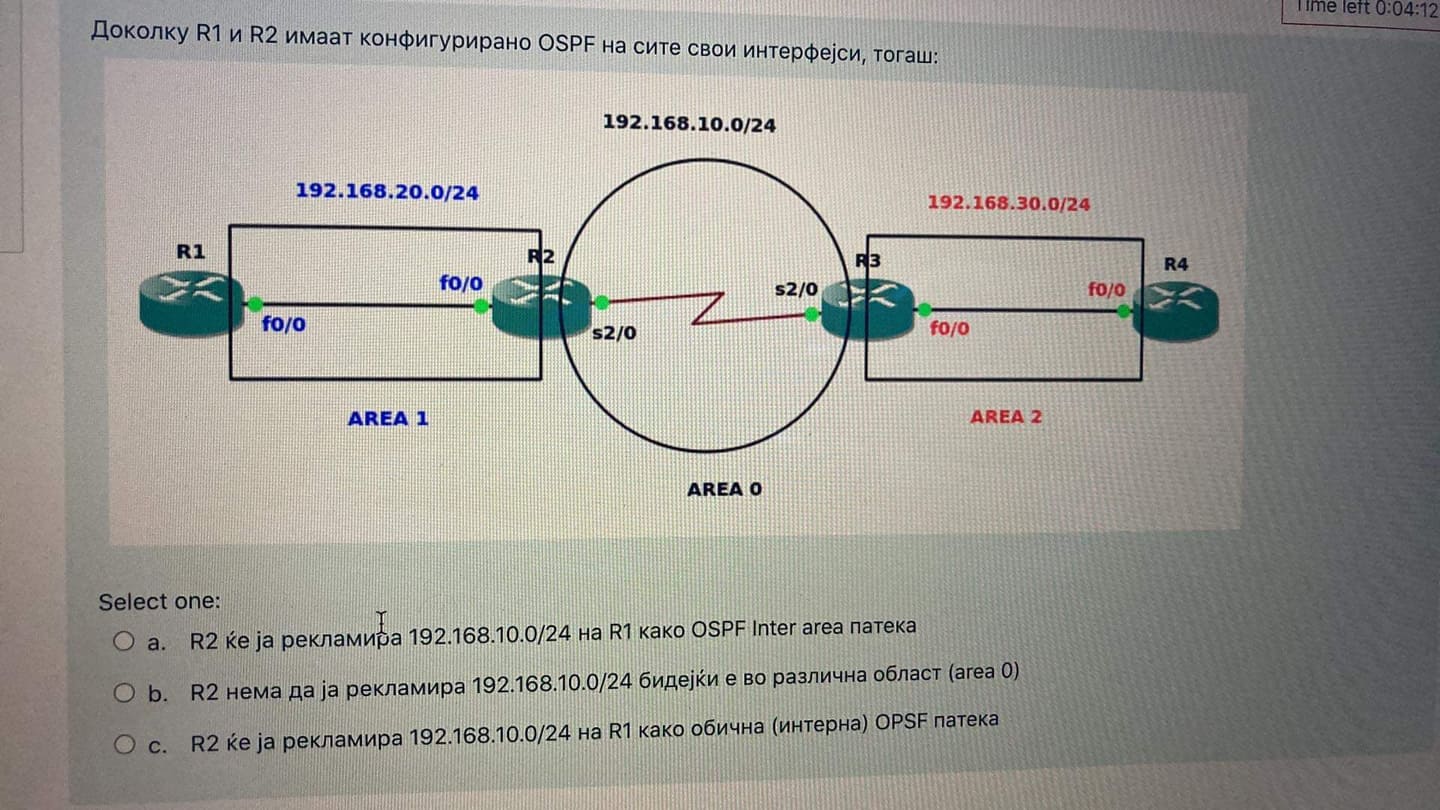 Time left 0:04:12
Доколку R1 и R2 имаат конфигурирано OSPF на сите свои интерфејси, тогаш:
192.168.10.0/24
192.168.20.0/24
192.168.30.0/24
R1
R2
R3
R4
f0/0
s2/0
f0/0
f0/0
s2/0
f0/0
AREA 1
AREA 2
AREA 0
Select one:
a. R2 ќе ја рекламира 192.168.10.0/24 на R1 како OSPF Inter area патека
b. R2 нема да ја рекламира 192.168.10.0/24 бидејќи е во различна област (area 0)
c. R2 ќе ја рекламира 192.168.10.0/24 на R1 како обична (интерна) OPSF патека